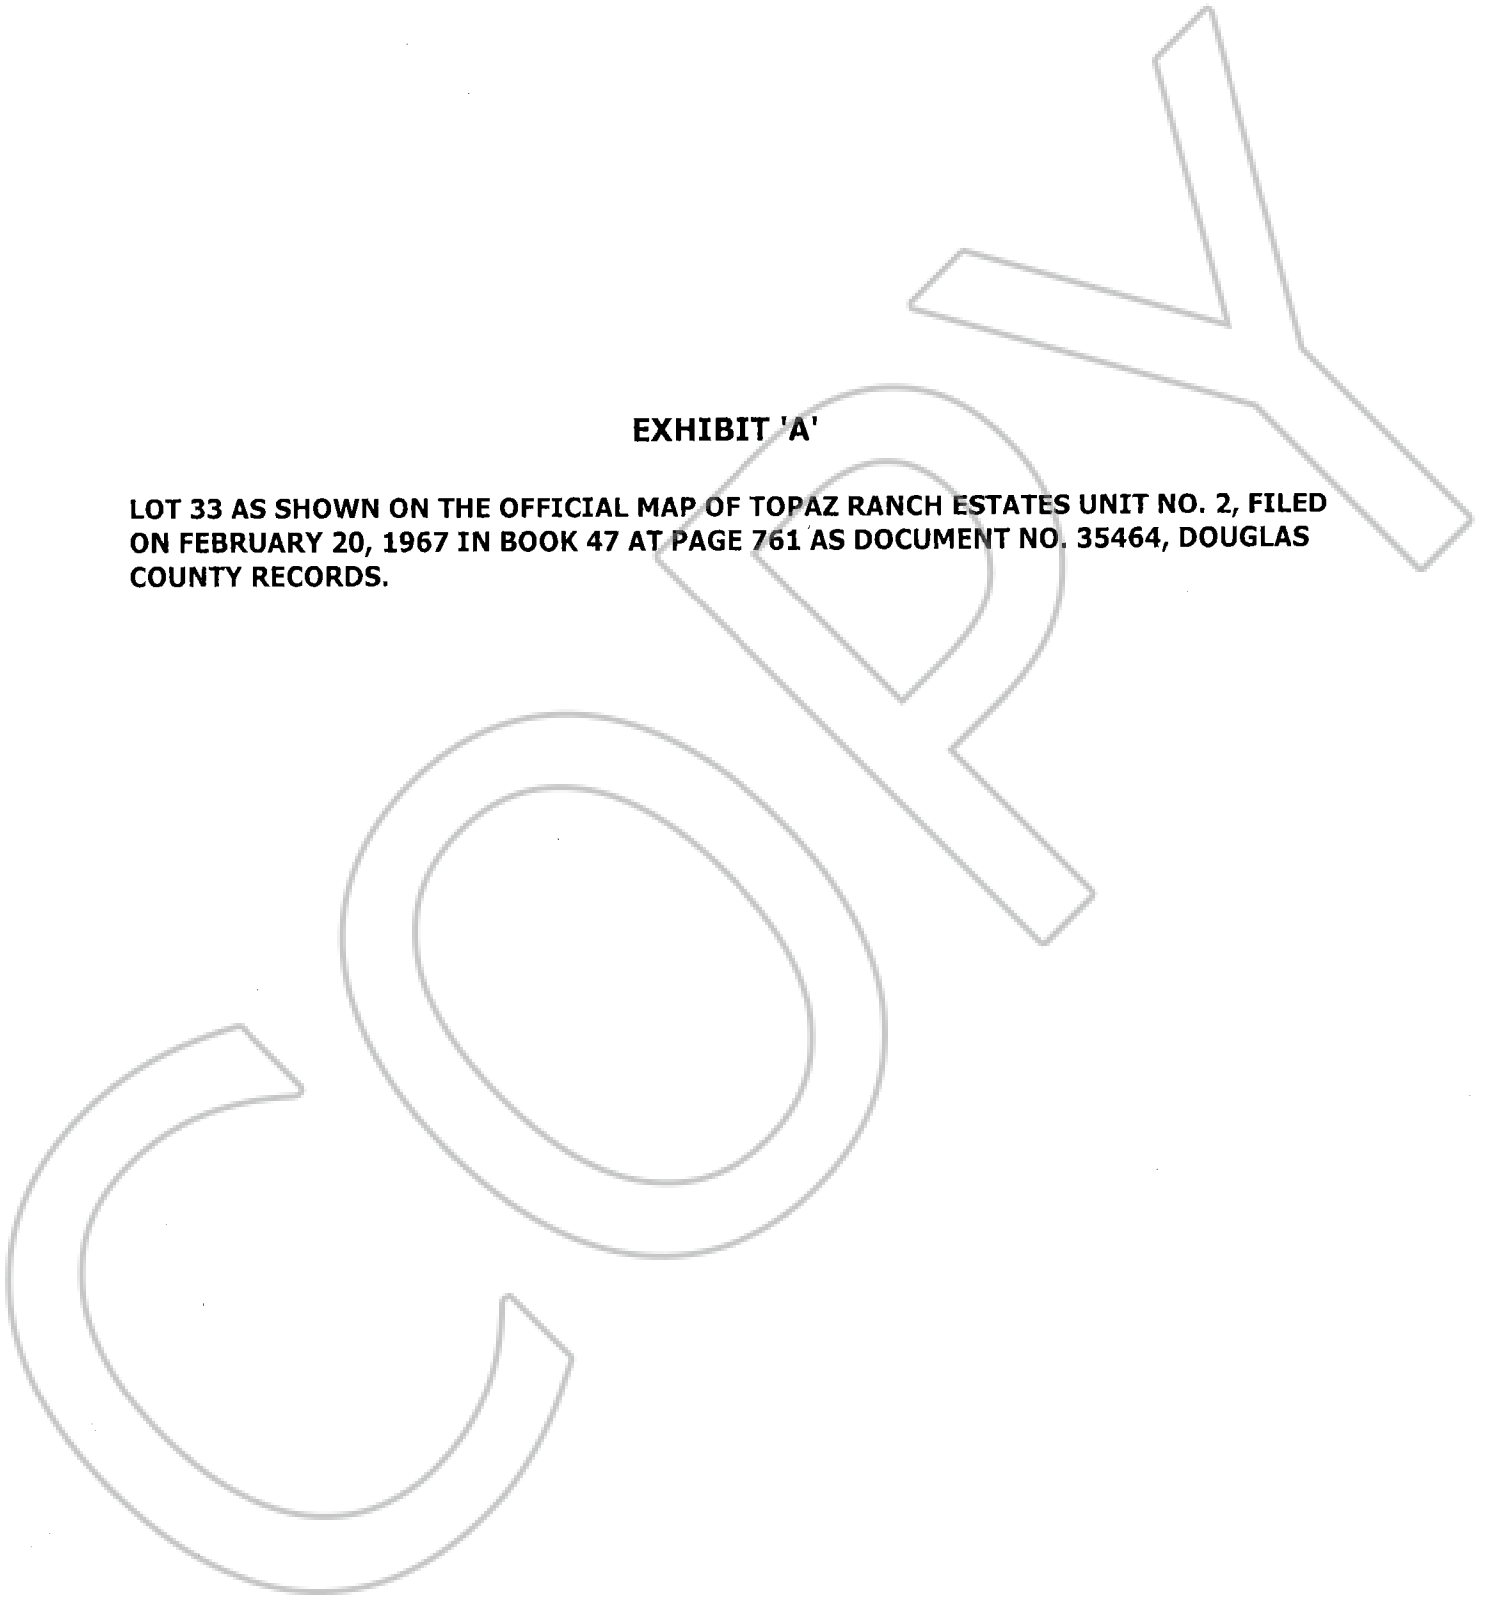 EXHIBIT 'A'
LOT 33 AS SHOWN ON THE OFFICIAL MAP OF TOPAZ RANCH ESTATES UNIT NO. 2, FILED
ON FEBRUARY 20, 1967 IN BOOK 47 AT PAGE 761 AS DOCUMENT NO. 35464, DOUGLAS
COUNTY RECORDS.
COPY